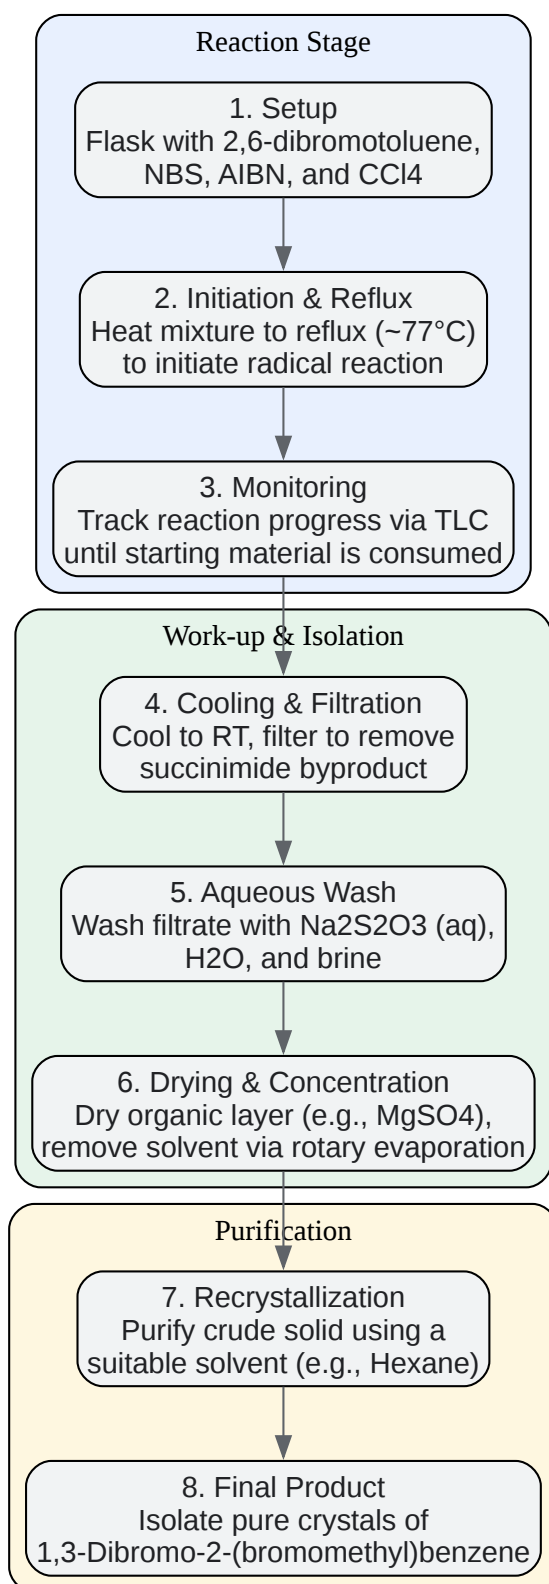 Reaction Stage
1. Setup
Flask with 2,6-dibromotoluene,
NBS, AIBN, and CCl4
2. Initiation & Reflux
Heat mixture to reflux (~77°C)
to initiate radical reaction
3. Monitoring
Track reaction progress via TLC
until starting material is consumed
Work-up & Isolation
4. Cooling & Filtration
Cool to RT, filter to remove
succinimide byproduct
5. Aqueous Wash
Wash filtrate with Na2S2O3 (aq),
H2O, and brine
6. Drying & Concentration
Dry organic layer (e.g., MgSO4),
remove solvent via rotary evaporation
Purification
7. Recrystallization
Purify crude solid using a
suitable solvent (e.g., Hexane)
8. Final Product
Isolate pure crystals of
1,3-Dibromo-2-(bromomethyl)benzene